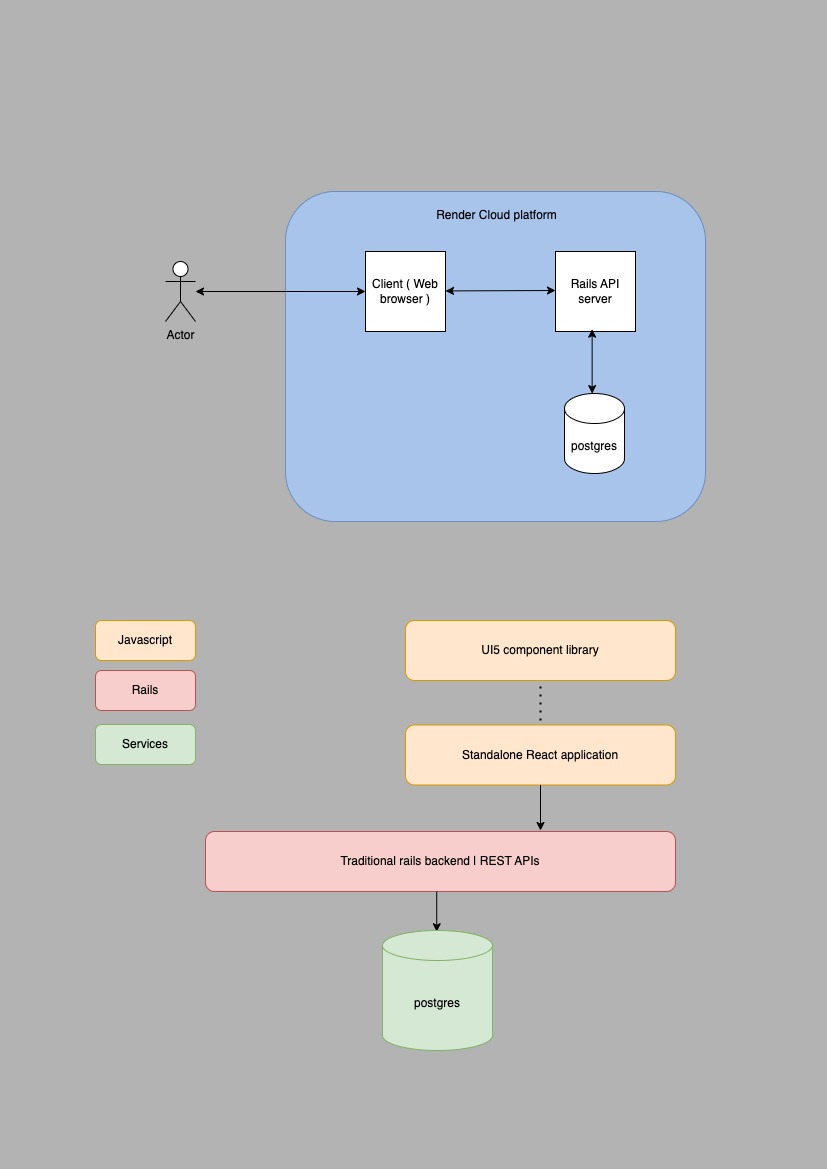 Render Cloud platform
Client ( Web
browser )
Rails API
server
Actor
postgres
Javascript
Rails
Services
UI5 component library
Standalone React application
Traditional rails backend | REST APIs
postgres